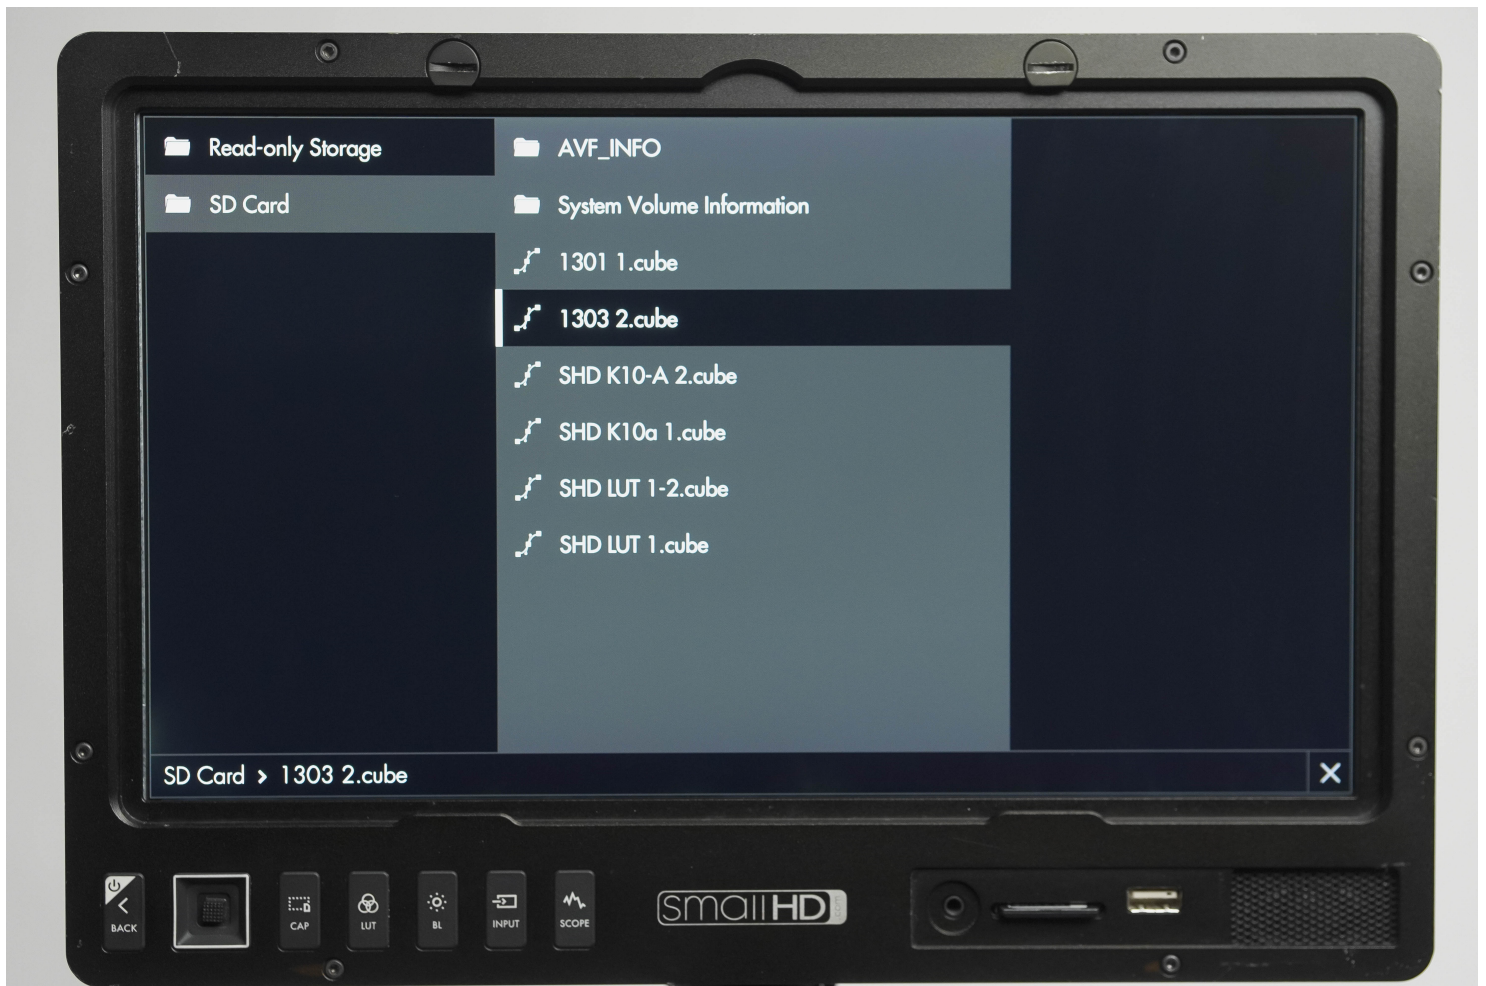 Read-only Storage
SD Card
AVF_INFO
System Volume Information
1301 1.cube
1303 2.cube
SHD K10-A 2.cube
SHD K10a 1.cube
SHD LUT 1-2.cube
SHD LUT 1.cube
SD Card > 1303 2.cube
BACK
CAP
LUT
BL
INPUT
SCOPE
smallHD.com